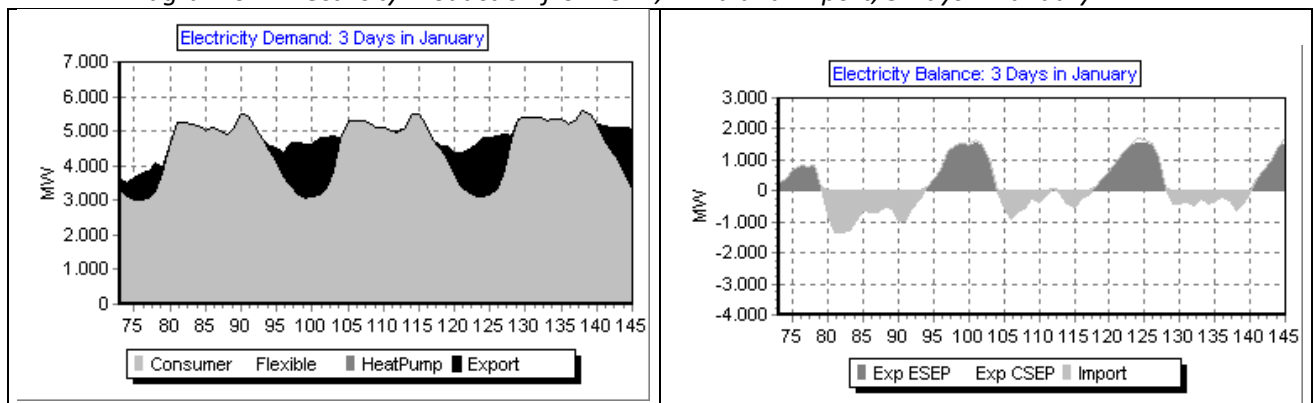 Electricity Demand: 3 Days in January
7.000
6.000
5.000
4.000
3.000
2.000
1.000
0
MW
75 80 85 90 95 100 105 110 115 120 125 130 135 140 145
Consumer Flexible HeatPump Export
Electricity Balance: 3 Days in January
3.000
2.000
1.000
0
-1.000
-2.000
-3.000
-4.000
MW
75 80 85 90 95 100 105 110 115 120 125 130 135 140 145
Exp ESEP Exp CSEP Import